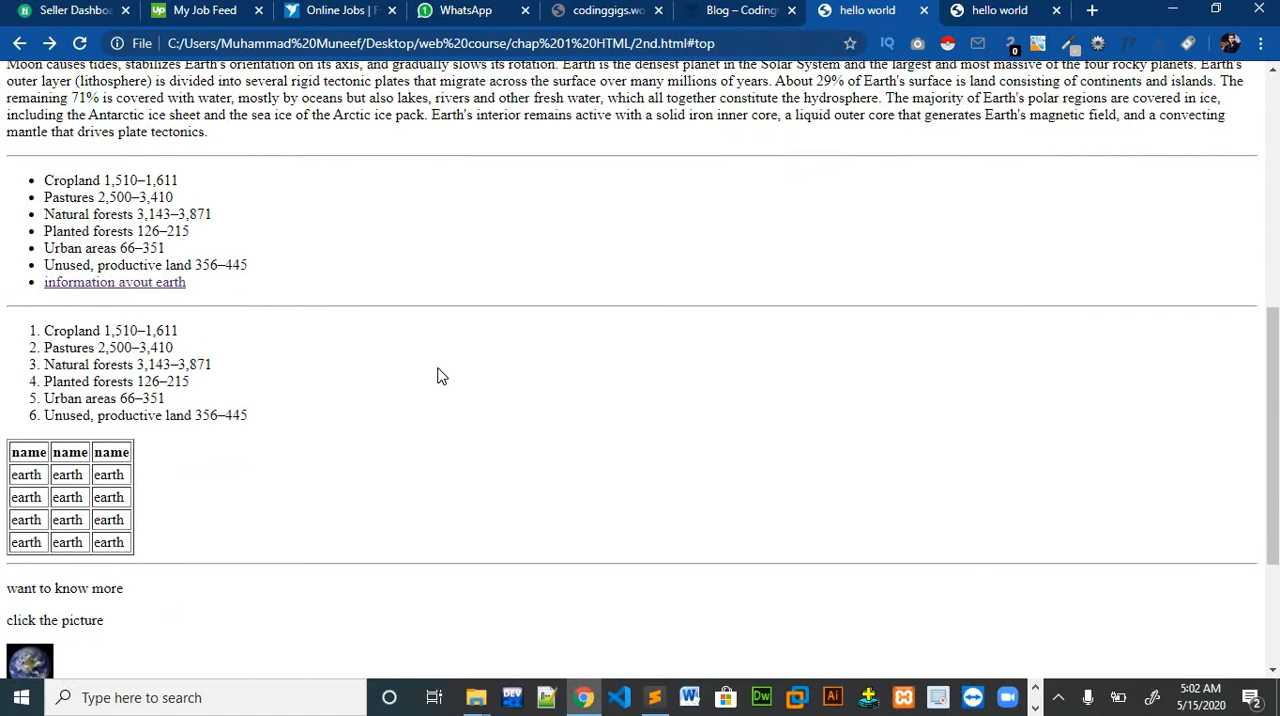 Seller Dashbo
My Job Feed
Online Jobs | F
WhatsApp
codinggigs.wo
Blog – Coding
hello world
hello world
File
C:/Users/Muhammad%20Muneef/Desktop/web%20course/chap%201%20HTML/2nd.html#top
Moon causes tides, stabilizes Earth's orientation on its axis, and gradually slows its rotation. Earth is the densest planet in the Solar System and the largest and most massive of the four rocky planets. Earth's
outer layer (lithosphere) is divided into several rigid tectonic plates that migrate across the surface over many millions of years. About 29% of Earth's surface is land consisting of continents and islands. The
remaining 71% is covered with water, mostly by oceans but also lakes, rivers and other fresh water, which all together constitute the hydrosphere. The majority of Earth's polar regions are covered in ice,
including the Antarctic ice sheet and the sea ice of the Arctic ice pack. Earth's interior remains active with a solid iron inner core, a liquid outer core that generates Earth's magnetic field, and a convecting
mantle that drives plate tectonics.
• Cropland 1,510–1,611
• Pastures 2,500–3,410
• Natural forests 3,143–3,871
• Planted forests 126–215
• Urban areas 66–351
• Unused, productive land 356–445
• information avout earth
1. Cropland 1,510–1,611
2. Pastures 2,500–3,410
3. Natural forests 3,143–3,871
4. Planted forests 126–215
5. Urban areas 66–351
6. Unused, productive land 356–445
name name name
earth earth earth
earth earth earth
earth earth earth
earth earth earth
want to know more
click the picture
Type here to search
5:02 AM
5/15/2020